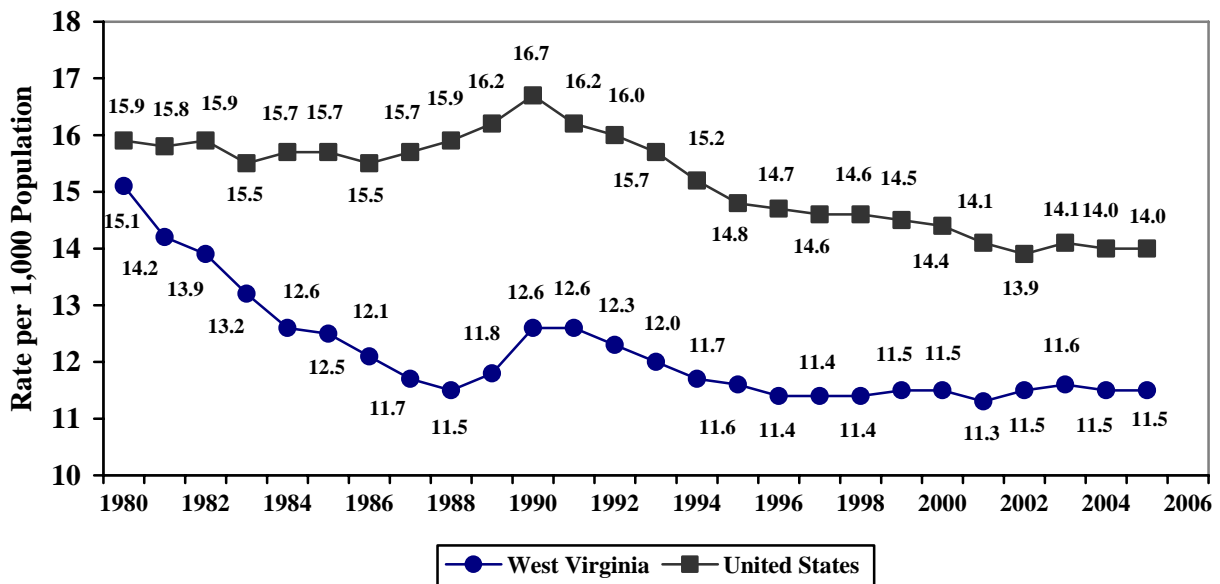 18
17
16
15
14
13
12
11
10
Rate per 1,000 Population
15.9 15.8 15.9 15.5 15.7 15.7 15.5 15.7 15.9 16.2 16.7 16.2 16.0 15.7 15.2 14.8 14.7 14.6 14.6 14.5 14.4 14.1 13.9 14.1 14.0 14.0
15.1 14.2 13.9 13.2 12.6 12.5 12.1 11.7 11.5 11.8 12.6 12.6 12.3 12.0 11.7 11.6 11.4 11.4 11.4 11.5 11.5 11.3 11.5 11.6 11.5 11.5
1980 1982 1984 1986 1988 1990 1992 1994 1996 1998 2000 2002 2004 2006
West Virginia United States